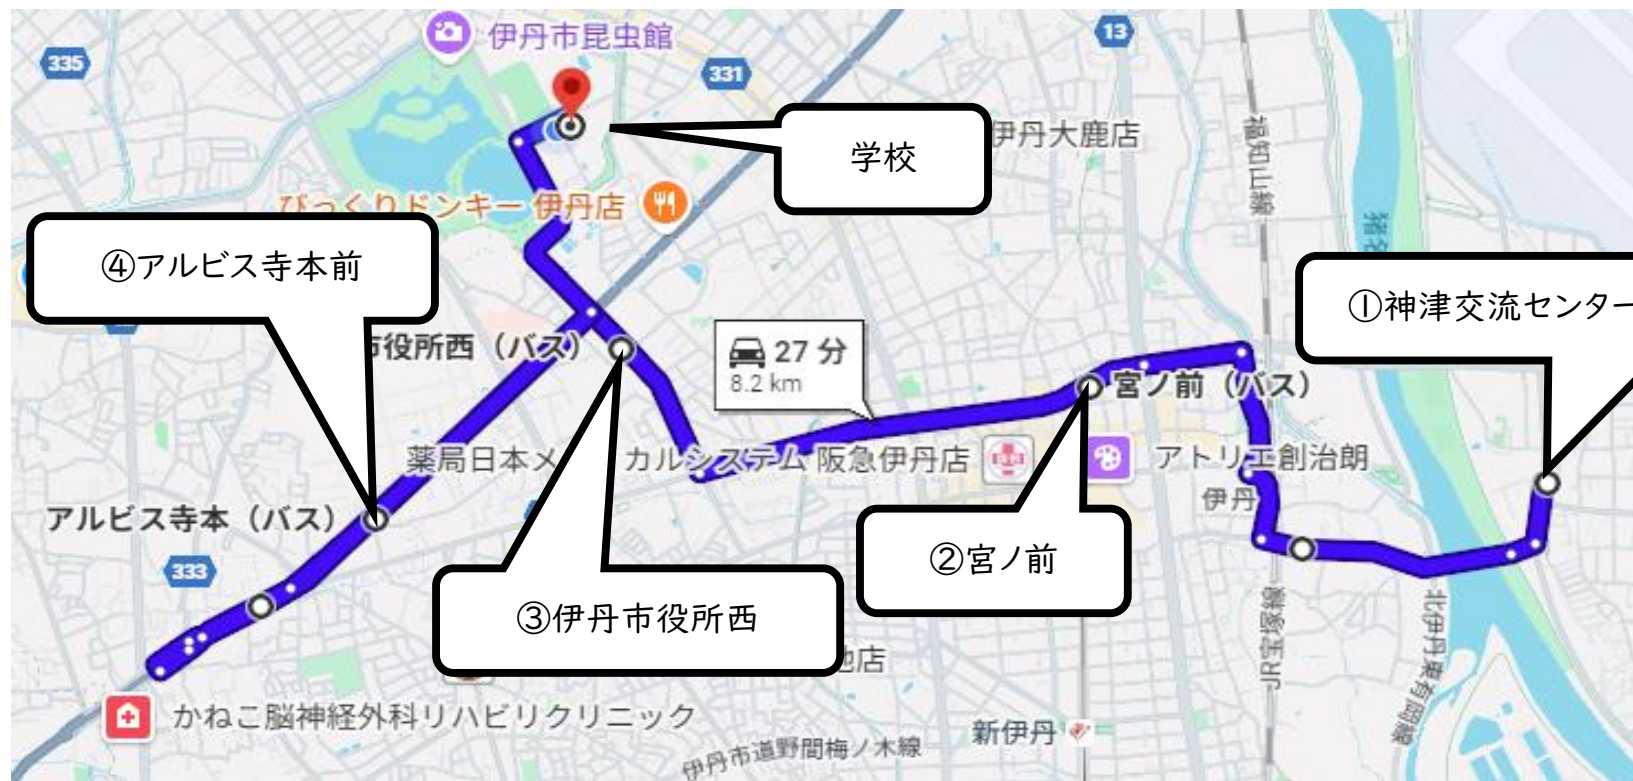 伊丹市昆虫館
13
335
331
伊丹大鹿店
学校
福知山線
びっくりドンキー 伊丹店
④アルビス寺本前
①神津交流センター
市役所西(バス)
27 分
8.2 km
宮ノ前(バス)
薬局日本メ
カルシステム 阪急伊丹店
アトリエ創治朗
伊丹
アルビス寺本(バス)
②宮ノ前
333
③伊丹市役所西
JR宝塚線
北伊丹東有岡線
池店
かねこ脳神経外科リハビリクリニック
新伊丹
伊丹市道野間梅ノ木線